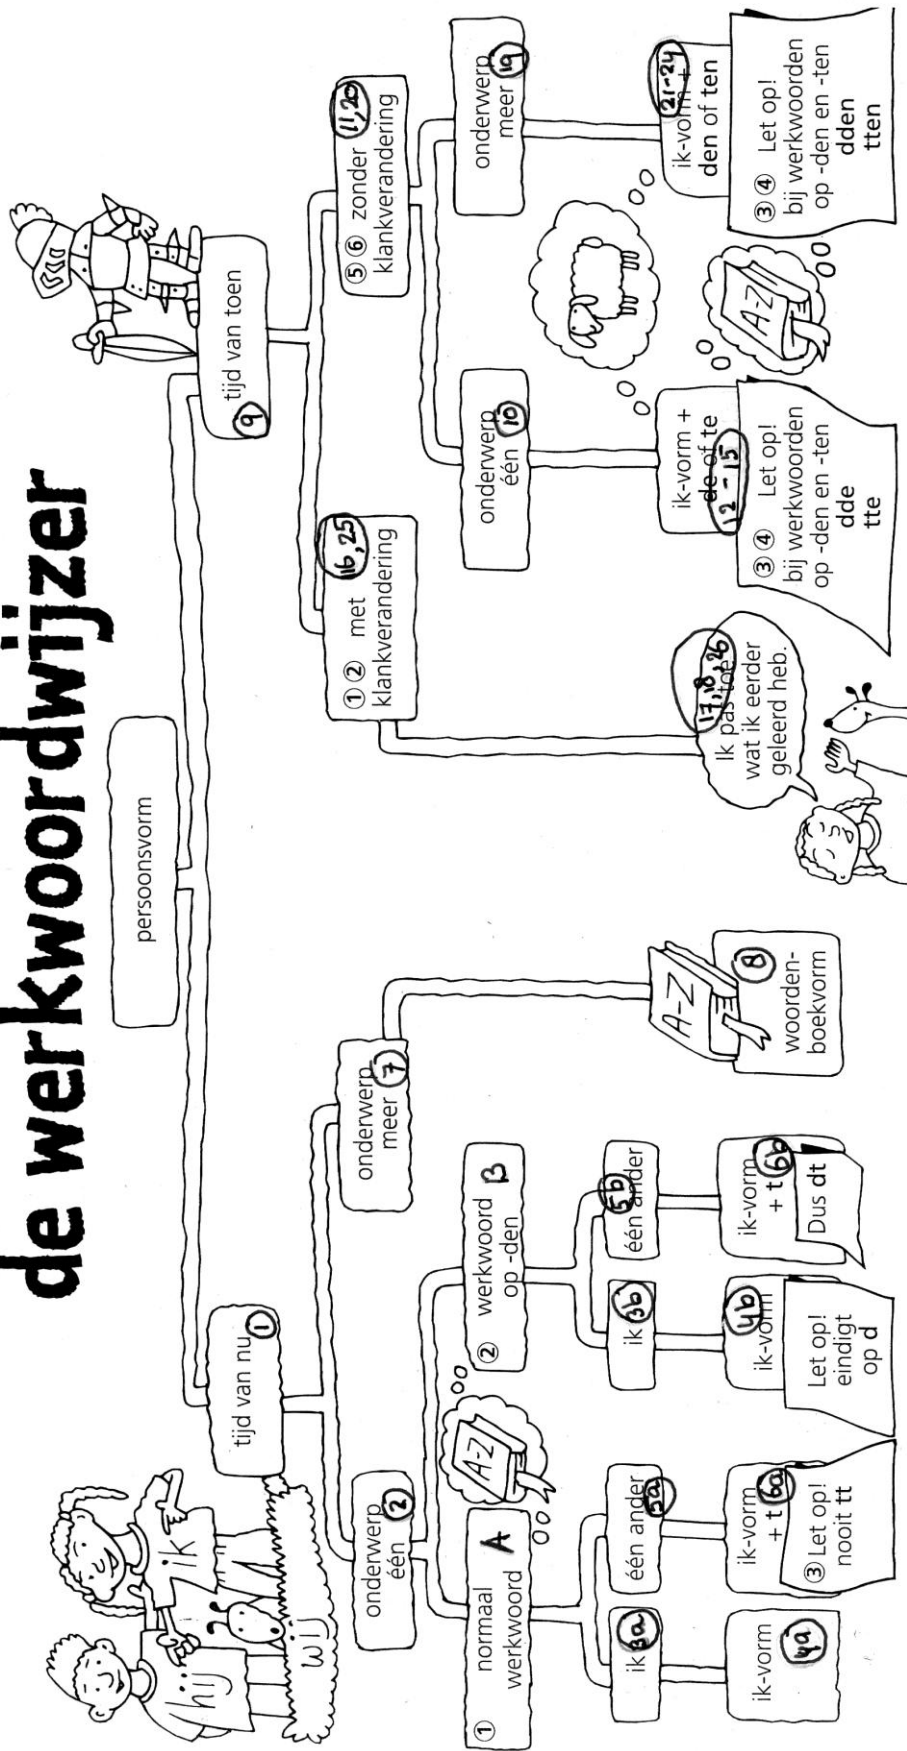 de werkwoordwijzer
persoonsvorm
hij
ik
wij
tijd van nu 1
tijd van toen
9
onderwerp
één 2
onderwerp
meer 7
① ② met 16, 25
klankverandering
⑤ ⑥ zonder 11, 20
klankverandering
① normaal A
werkwoord
A-Z
② werkwoord B
op -den
onderwerp
één 10
onderwerp
meer 19
ik 3a
één ander 5a
ik 3b
één ander 5b
ik-vorm
4a
ik-vorm
+ t 6a
③ Let op!
nooit tt
ik-vorm 4b
Let op!
eindigt
op d
ik-vorm
+ t 6b
Dus dt
A-Z
8
woorden-
boekvorm
17, 18, 26
Ik pas toe
wat ik eerder
geleerd heb.
ik-vorm +
de of te
12 - 15
③ ④ Let op!
bij werkwoorden
op -den en -ten
dde
tte
A-Z
21-24
ik-vorm +
den of ten
③ ④ Let op!
bij werkwoorden
op -den en -ten
dden
tten